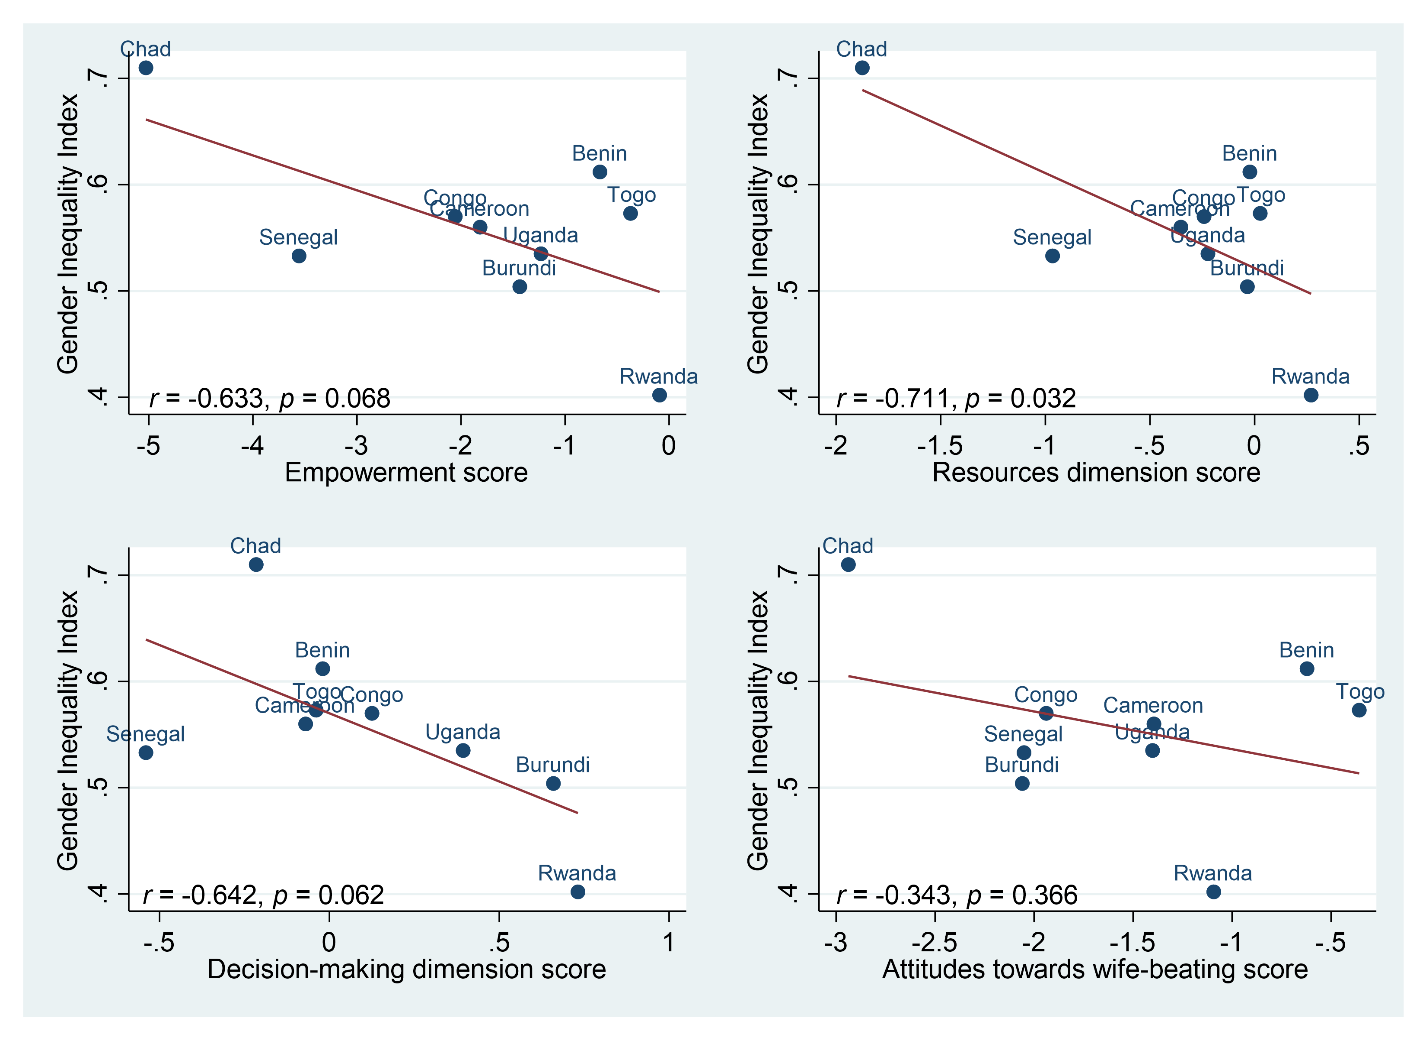 Chad
Benin
Togo
Congo
Cameroon
Senegal
Uganda
Burundi
Rwanda
r = -0.633, p = 0.068
.4
.5
.6
.7
Gender Inequality Index
-5
-4
-3
-2
-1
0
Empowerment score
Chad
Benin
Togo
Congo
Cameroon
Senegal
Uganda
Burundi
Rwanda
r = -0.711, p = 0.032
.4
.5
.6
.7
Gender Inequality Index
-2
-1.5
-1
-.5
0
.5
Resources dimension score
Chad
Benin
Togo
Congo
Cameroon
Senegal
Uganda
Burundi
Rwanda
r = -0.642, p = 0.062
.4
.5
.6
.7
Gender Inequality Index
-.5
0
.5
1
Decision-making dimension score
Chad
Benin
Togo
Congo
Cameroon
Senegal
Uganda
Burundi
Rwanda
r = -0.343, p = 0.366
.4
.5
.6
.7
Gender Inequality Index
-3
-2.5
-2
-1.5
-1
-.5
Attitudes towards wife-beating score